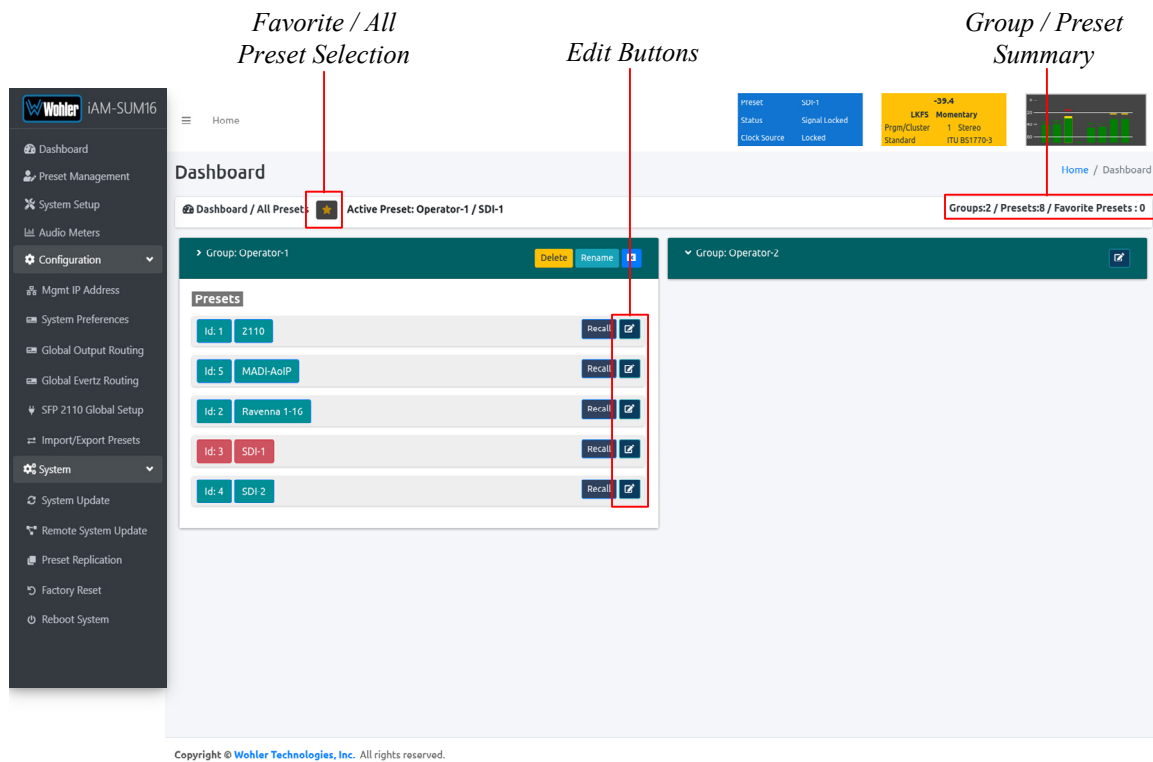 Favorite / All
Preset Selection
Edit Buttons
Group / Preset
Summary
Wohler iAM-SUM16
Dashboard
Preset Management
System Setup
Audio Meters
Configuration
Mgmt IP Address
System Preferences
Global Output Routing
Global Evertz Routing
SFP 2110 Global Setup
Import/Export Presets
System
System Update
Remote System Update
Preset Replication
Factory Reset
Reboot System
Home
Preset SDI-1
Status Signal Locked
Clock Source Locked
-39.4
LKFS Momentary
Prgm/Cluster 1 Stereo
Standard ITU BS1770-3
Dashboard
Home / Dashboard
Dashboard / All Presets Active Preset: Operator-1 / SDI-1
Groups:2 / Presets:8 / Favorite Presets : 0
Group: Operator-1 Delete Rename
Group: Operator-2
Presets
Id: 1 2110 Recall
Id: 5 MADI-AoIP Recall
Id: 2 Ravenna 1-16 Recall
Id: 3 SDI-1 Recall
Id: 4 SDI-2 Recall
Copyright © Wohler Technologies, Inc. All rights reserved.